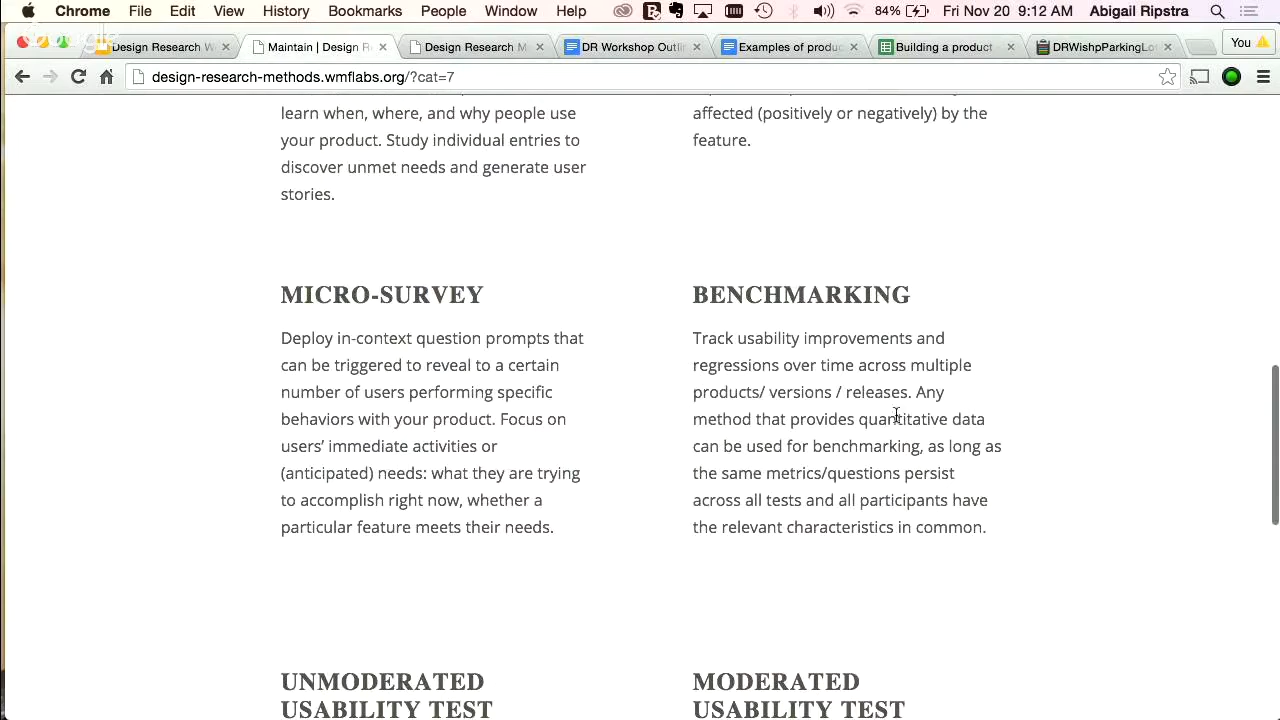 Chrome File Edit View History Bookmarks People Window Help 84% Fri Nov 20 9:12 AM Abigail Ripstra
Design Research W Maintain | Design R Design Research M DR Workshop Outlin Examples: produc Building a product DRWishpParkingLo You
design-research-methods.wmflabs.org/?cat=7
learn when, where, and why people use
your product. Study individual entries to
discover unmet needs and generate user
stories.
affected (positively or negatively) by the
feature.
MICRO-SURVEY
Deploy in-context question prompts that
can be triggered to reveal to a certain
number of users performing specific
behaviors with your product. Focus on
users’ immediate activities or
(anticipated) needs: what they are trying
to accomplish right now, whether a
particular feature meets their needs.
BENCHMARKING
Track usability improvements and
regressions over time across multiple
products/ versions / releases. Any
method that provides quantitative data
can be used for benchmarking, as long as
the same metrics/questions persist
across all tests and all participants have
the relevant characteristics in common.
UNMODERATED
USABILITY TEST
MODERATED
USABILITY TEST